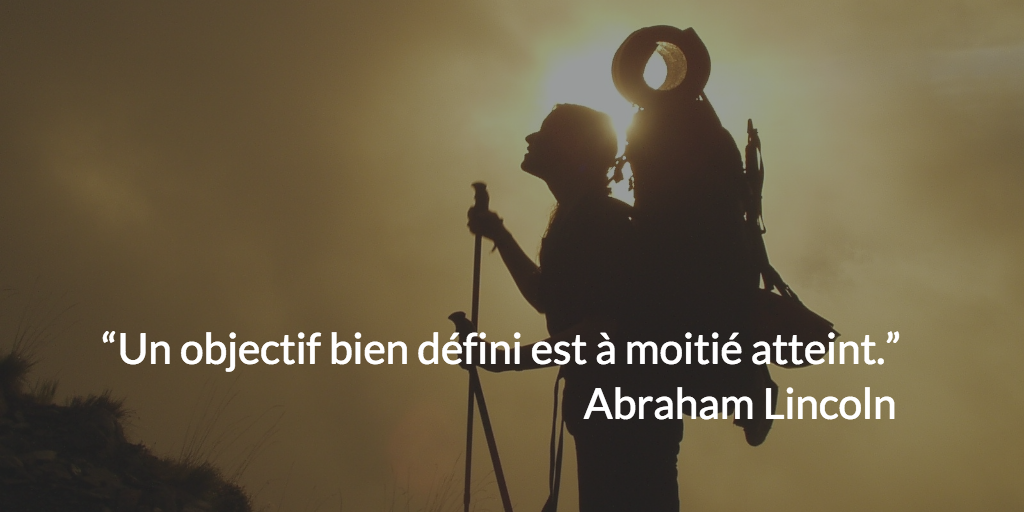 “Un objectif bien défini est à moitié atteint.”
Abraham Lincoln